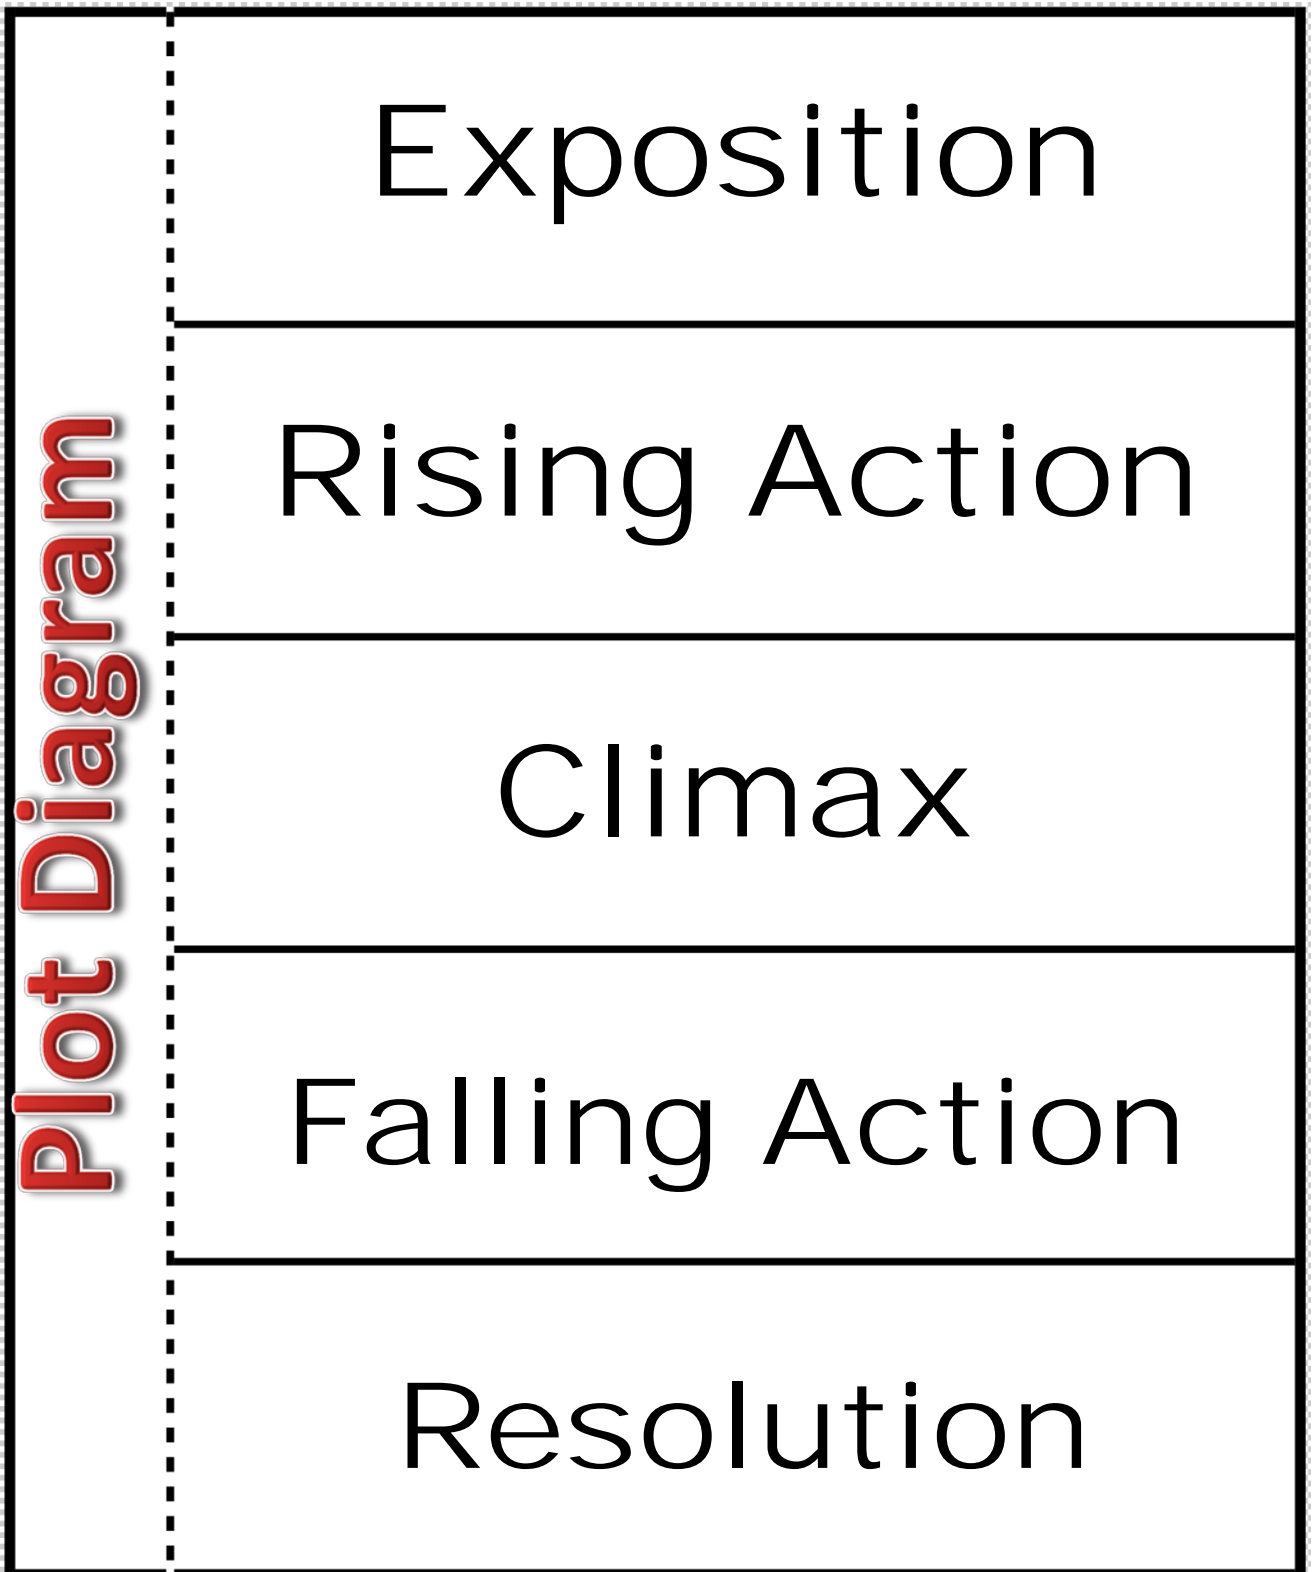 Plot Diagram
Exposition
Rising Action
Climax
Falling Action
Resolution